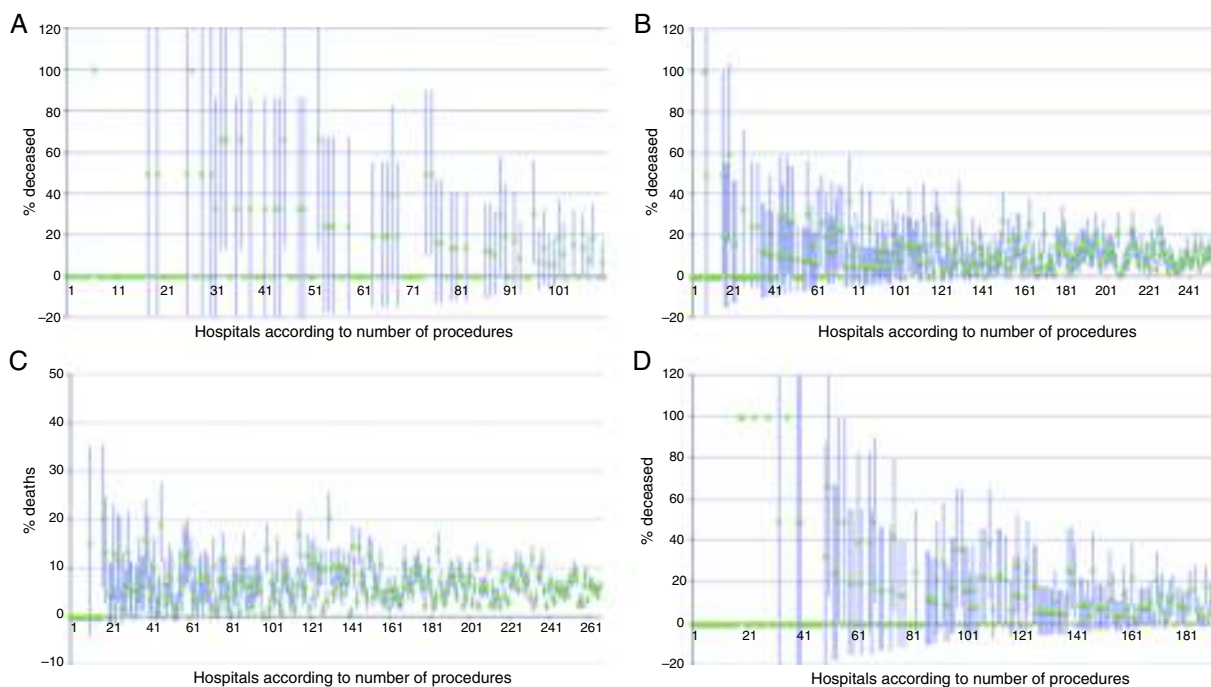 A
120
100
80
60
40
20
0
−20
% deceased
1 11 21 31 41 51 61 71 81 91 101
Hospitals according to number of procedures
B
120
100
80
60
40
20
0
−20
% deceased
1 21 41 61 11 101 121 141 161 181 201 221 241
Hospitals according to number of procedures
C
50
40
30
20
10
0
−10
% deaths
1 21 41 61 81 101 121 141 181 181 201 221 241 261
Hospitals according to number of procedures
D
120
100
80
60
40
20
0
−20
% deceased
1 21 41 61 81 101 121 141 161 181
Hospitals according to number of procedures